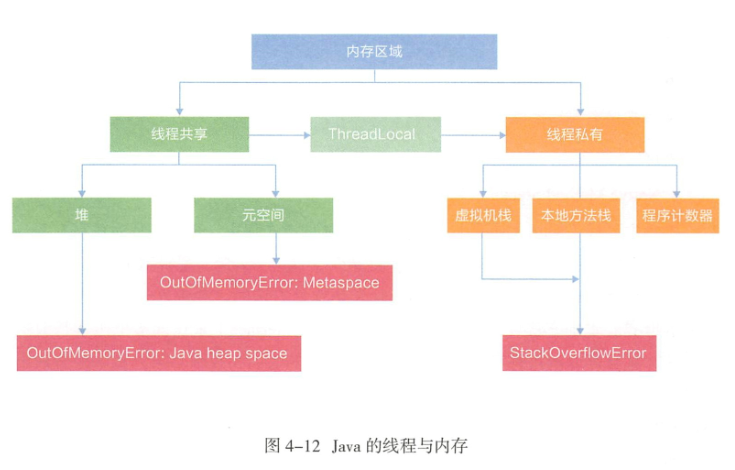 内存区域
线程共享
ThreadLocal
线程私有
堆
元空间
虚拟机栈
本地方法栈
程序计数器
OutOfMemoryError: Metaspace
OutOfMemoryError: Java heap space
StackOverflowError
图 4-12 Java 的线程与内存